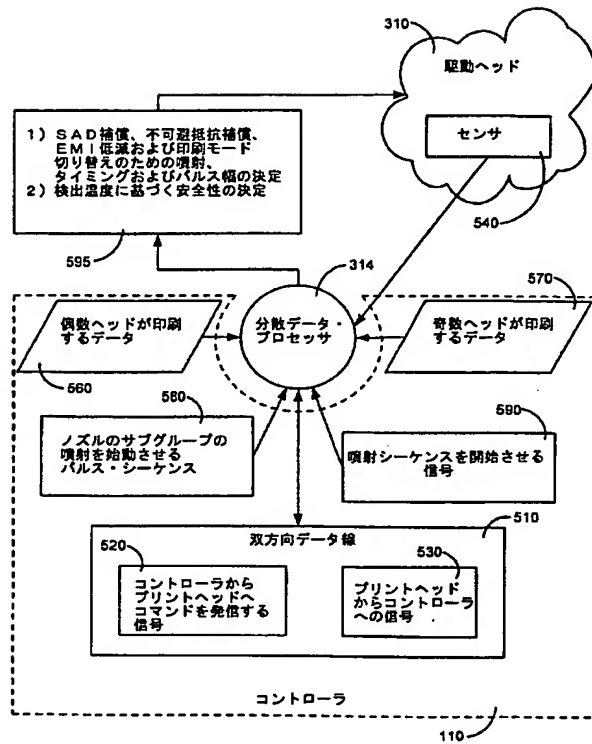 310
駆動ヘッド
センサ
540
1) SAD補償、不可避抵抗補償、
EMI低減および印刷モード
切り替えのための噴射、
タイミングおよびパルス幅の決定
2) 検出温度に基づく安全性の決定
595
314
570
偶数ヘッドが印刷
するデータ
分散データ・
プロセッサ
奇数ヘッドが印刷
するデータ
560
580
ノズルのサブグループの
噴射を始動させる
パルス・シーケンス
590
噴射シーケンスを開始させる
信号
510
双方向データ線
520
コントローラから
プリントヘッドへ
コマンドを発信する
信号
530
プリントヘッド
からコントローラ
への信号
コントローラ
110